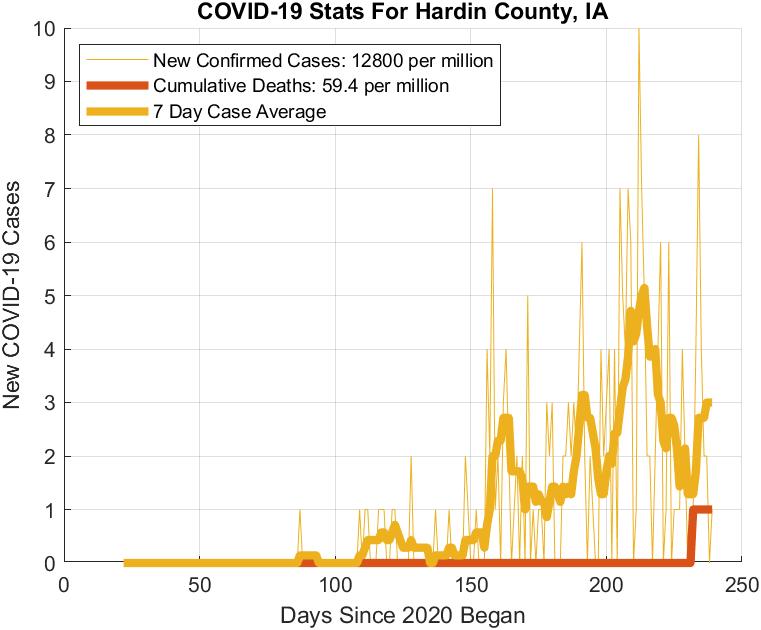 COVID-19 Stats For Hardin County, IA
New Confirmed Cases: 12800 per million
Cumulative Deaths: 59.4 per million
7 Day Case Average
New COVID-19 Cases
10
9
8
7
6
5
4
3
2
1
0
0 50 100 150 200 250
Days Since 2020 Began